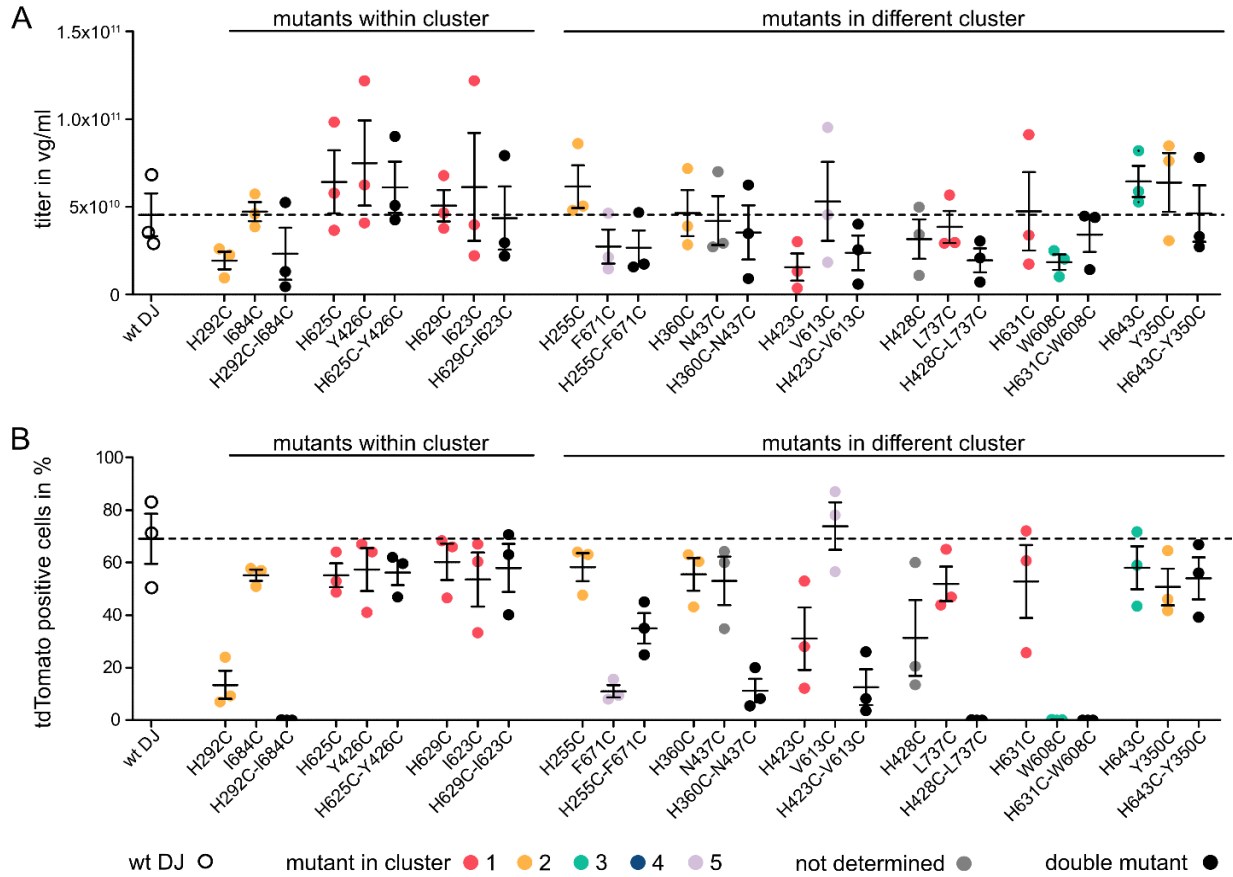 A
mutants within cluster
mutants in different cluster
titer in vg/ml
1.5x10¹¹
1.0x10¹¹
5x10¹⁰
0
wt DJ
H292C
I684C
H292C-I684C
H625C
Y426C
H625C-Y426C
H629C
I623C
H629C-I623C
H255C
F671C
H255C-F671C
H360C
N437C
H360C-N437C
H423C
V613C
H423C-V613C
H428C
L737C
H428C-L737C
H631C
W608C
H631C-W608C
H643C
Y350C
H643C-Y350C
B
mutants within cluster
mutants in different cluster
tdTomato positive cells in %
100
80
60
40
20
0
wt DJ
H292C
I684C
H292C-I684C
H625C
Y426C
H625C-Y426C
H629C
I623C
H629C-I623C
H255C
F671C
H255C-F671C
H360C
N437C
H360C-N437C
H423C
V613C
H423C-V613C
H428C
L737C
H428C-L737C
H631C
W608C
H631C-W608C
H643C
Y350C
H643C-Y350C
wt DJ mutant in cluster 1 2 3 4 5 not determined double mutant